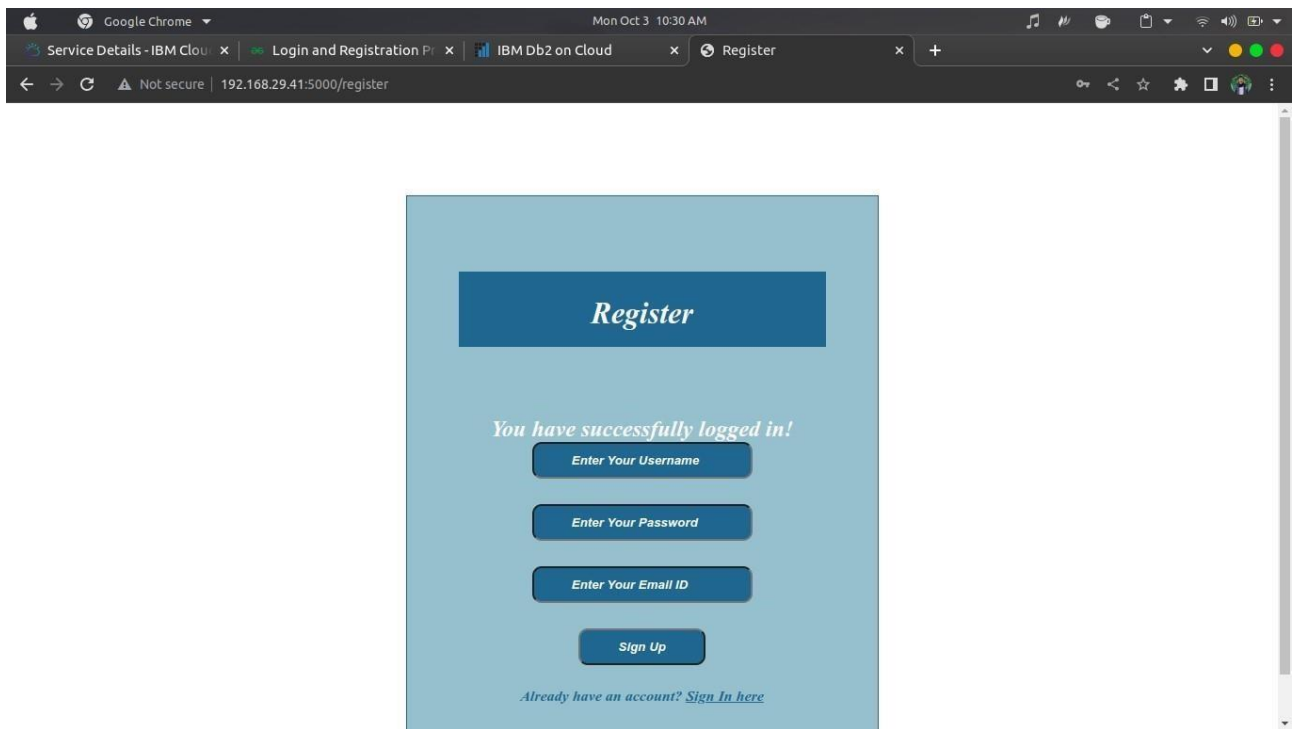 Google Chrome
Mon Oct 3 10:30 AM
Service Details - IBM Clou
Login and Registration Pr
IBM Db2 on Cloud
Register
Not secure | 192.168.29.41:5000/register
Register
You have successfully logged in!
Enter Your Username
Enter Your Password
Enter Your Email ID
Sign Up
Already have an account? Sign In here